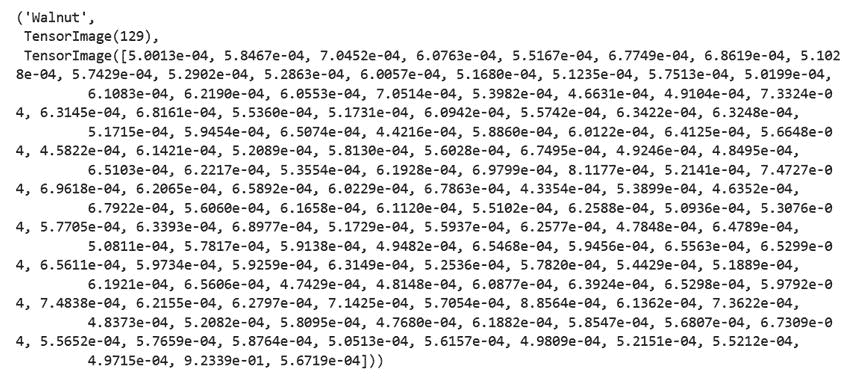 ('Walnut',
TensorImage(129),
TensorImage([5.0013e-04, 5.8467e-04, 7.0452e-04, 6.0763e-04, 5.5167e-04, 6.7749e-04, 6.8619e-04, 5.102
8e-04, 5.7429e-04, 5.2902e-04, 5.2863e-04, 6.0057e-04, 5.1680e-04, 5.1235e-04, 5.7513e-04, 5.0199e-04,
6.1083e-04, 6.2190e-04, 6.0553e-04, 7.0514e-04, 5.3982e-04, 4.6631e-04, 4.9104e-04, 7.3324e-0
4, 6.3145e-04, 6.8161e-04, 5.5360e-04, 5.1731e-04, 6.0942e-04, 5.5742e-04, 6.3422e-04, 6.3248e-04,
5.1715e-04, 5.9454e-04, 6.5074e-04, 4.4216e-04, 5.8860e-04, 6.0122e-04, 6.4125e-04, 5.6648e-0
4, 4.5822e-04, 6.1421e-04, 5.2089e-04, 5.8130e-04, 5.6028e-04, 6.7495e-04, 4.9246e-04, 4.8495e-04,
6.5103e-04, 6.2217e-04, 5.3554e-04, 6.1928e-04, 6.9799e-04, 8.1177e-04, 5.2141e-04, 7.4727e-0
4, 6.9618e-04, 6.2065e-04, 6.5892e-04, 6.0229e-04, 6.7863e-04, 4.3354e-04, 5.3899e-04, 4.6352e-04,
6.7922e-04, 5.6060e-04, 6.1658e-04, 6.1120e-04, 5.5102e-04, 6.2588e-04, 5.0936e-04, 5.3076e-0
4, 5.7705e-04, 6.3393e-04, 6.8977e-04, 5.1729e-04, 5.5937e-04, 6.2577e-04, 4.7848e-04, 6.4789e-04,
5.0811e-04, 5.7817e-04, 5.9138e-04, 4.9482e-04, 6.5468e-04, 5.9456e-04, 6.5563e-04, 6.5299e-0
4, 6.5611e-04, 5.9734e-04, 5.9259e-04, 6.3149e-04, 5.2536e-04, 5.7820e-04, 5.4429e-04, 5.1889e-04,
6.1921e-04, 6.5606e-04, 4.7429e-04, 4.8148e-04, 6.0877e-04, 6.3924e-04, 6.5298e-04, 5.9792e-0
4, 7.4838e-04, 6.2155e-04, 6.2797e-04, 7.1425e-04, 5.7054e-04, 8.8564e-04, 6.1362e-04, 7.3622e-04,
4.8373e-04, 5.2082e-04, 5.8095e-04, 4.7680e-04, 6.1882e-04, 5.8547e-04, 5.6807e-04, 6.7309e-0
4, 5.5652e-04, 5.7659e-04, 5.8764e-04, 5.0513e-04, 5.6157e-04, 4.9809e-04, 5.2151e-04, 5.5212e-04,
4.9715e-04, 9.2339e-01, 5.6719e-04]))